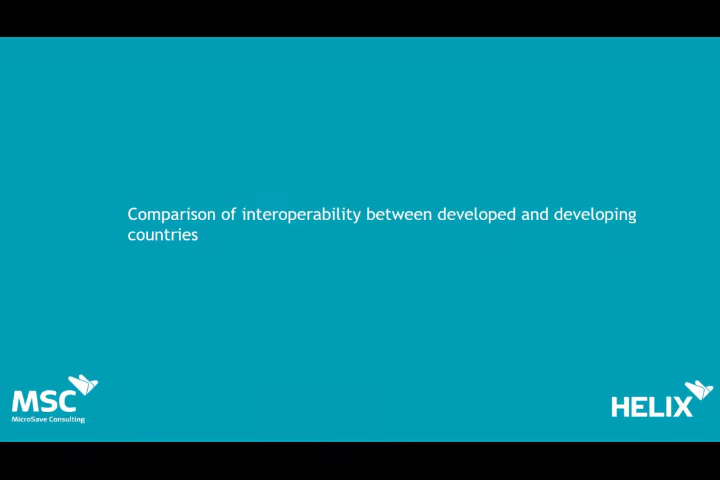 Comparison of interoperability between developed and developing
countries
MSC
MicroSave Consulting
HELIX